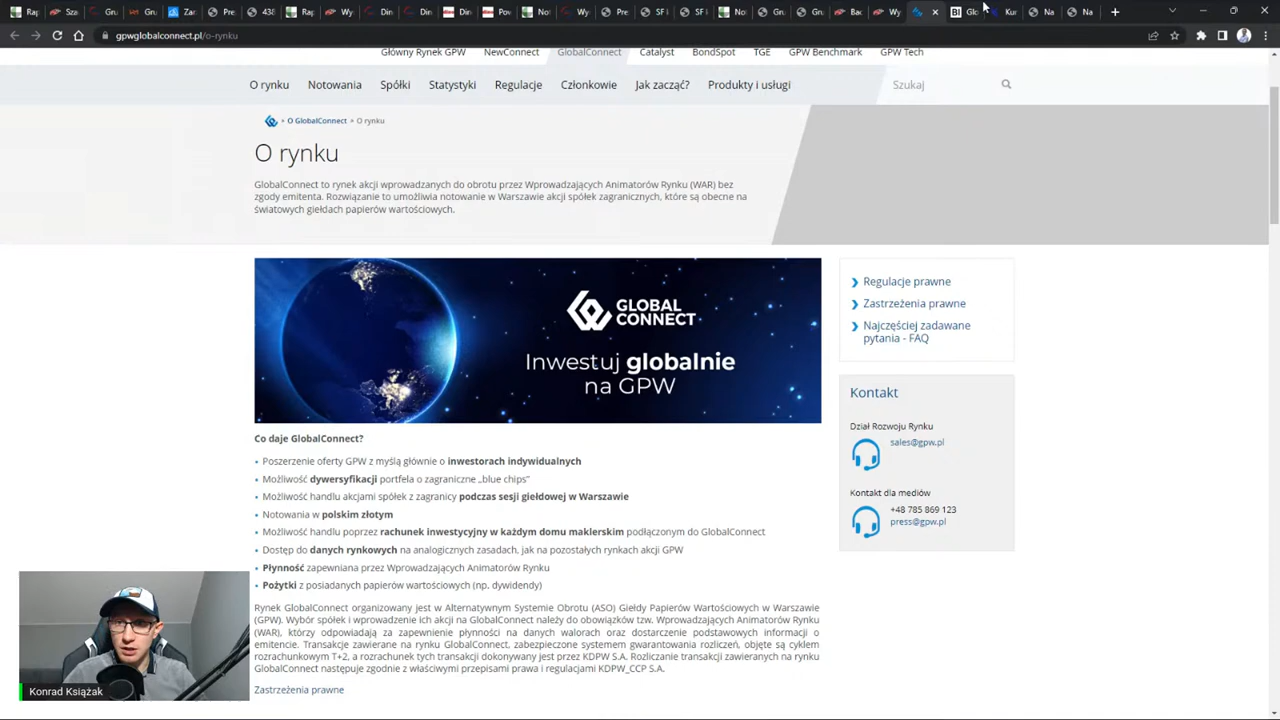 gpwglobalconnect.pl/o-rynku
Główny Rynek GPW NewConnect GlobalConnect Catalyst BondSpot TGE GPW Benchmark GPW Tech
O rynku Notowania Spółki Statystyki Regulacje Członkowie Jak zacząć? Produkty i usługi Szukaj
» O GlobalConnect » O rynku
O rynku
GlobalConnect to rynek akcji wprowadzanych do obrotu przez Wprowadzających Animatorów Rynku (WAR) bez
zgody emitenta. Rozwiązanie to umożliwia notowanie w Warszawie akcji spółek zagranicznych, które są obecne na
światowych giełdach papierów wartościowych.
GLOBAL
CONNECT
Inwestuj globalnie
na GPW
Regulacje prawne
Zastrzeżenia prawne
Najczęściej zadawane
pytania - FAQ
Kontakt
Dział Rozwoju Rynku
sales@gpw.pl
Kontakt dla mediów
+48 785 869 123
press@gpw.pl
Co daje GlobalConnect?
Poszerzenie oferty GPW z myślą głównie o inwestorach indywidualnych
Możliwość dywersyfikacji portfela o zagraniczne „blue chips”
Możliwość handlu akcjami spółek z zagranicy podczas sesji giełdowej w Warszawie
Notowania w polskim złotym
Możliwość handlu poprzez rachunek inwestycyjny w każdym domu maklerskim podłączonym do GlobalConnect
Dostęp do danych rynkowych na analogicznych zasadach, jak na pozostałych rynkach akcji GPW
Płynność zapewniana przez Wprowadzających Animatorów Rynku
Pożytki z posiadanych papierów wartościowych (np. dywidendy)
Rynek GlobalConnect organizowany jest w Alternatywnym Systemie Obrotu (ASO) Giełdy Papierów Wartościowych w Warszawie
(GPW). Wybór spółek i wprowadzenie ich akcji na GlobalConnect należy do obowiązków tzw. Wprowadzających Animatorów Rynku
(WAR), którzy odpowiadają za zapewnienie płynności na danych walorach oraz dostarczenie podstawowych informacji o
emitencie. Transakcje zawierane na rynku GlobalConnect, zabezpieczone systemem gwarantowania rozliczeń, objęte są cyklem
rozrachunkowym T+2, a rozrachunek tych transakcji dokonywany jest przez KDPW S.A. Rozliczanie transakcji zawieranych na rynku
GlobalConnect następuje zgodnie z właściwymi przepisami prawa i regulacjami KDPW_CCP S.A.
Zastrzeżenia prawne
Konrad Książak